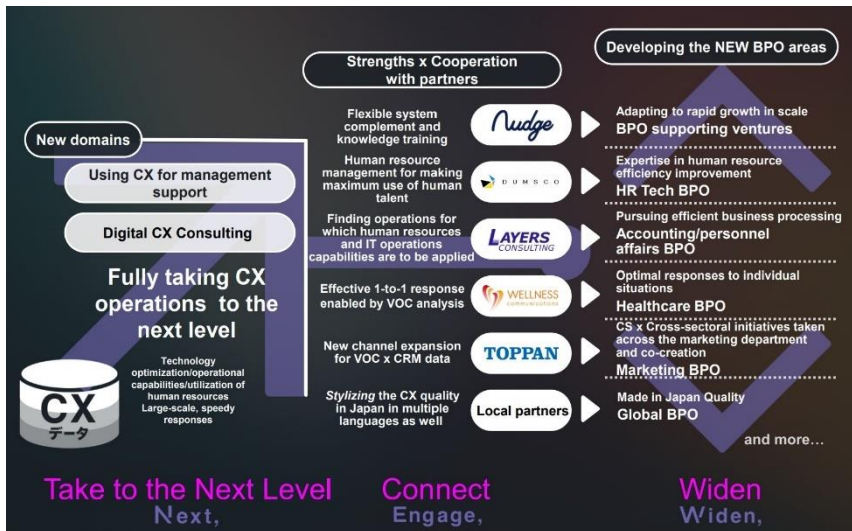 Developing the NEW BPO areas
Strengths x Cooperation
with partners
New domains
Using CX for management
support
Digital CX Consulting
Fully taking CX
operations to the
next level
Technology
optimization/operational
capabilities/utilization of
human resources
Large-scale, speedy
responses
CX
データ
Flexible system
complement and
knowledge training
Nudge
Adapting to rapid growth in scale
BPO supporting ventures
Human resource
management for making
maximum use of human
talent
DUMSCO
Expertise in human resource
efficiency improvement
HR Tech BPO
Finding operations for
which human resources
and IT operations
capabilities are to be applied
LAYERS
CONSULTING
Pursuing efficient business processing
Accounting/personnel
affairs BPO
Effective 1-to-1 response
enabled by VOC analysis
WELLNESS
communications
Optimal responses to individual
situations
Healthcare BPO
New channel expansion
for VOC x CRM data
TOPPAN
CS x Cross-sectoral initiatives taken
across the marketing department
and co-creation
Marketing BPO
Stylizing the CX quality
in Japan in multiple
languages as well
Local partners
Made in Japan Quality
Global BPO
and more…
Take to the Next Level
Next,
Connect
Engage,
Widen
Widen,